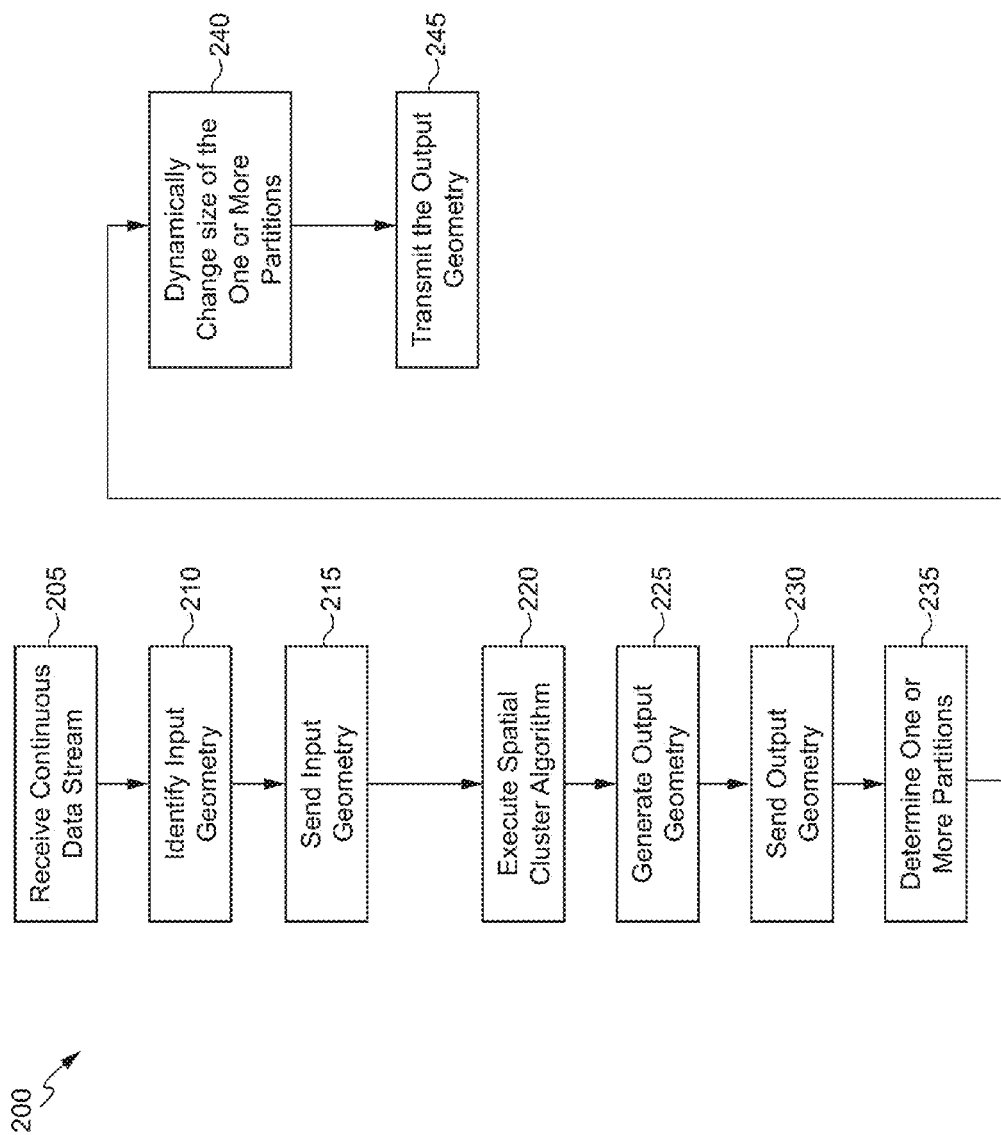 200
Receive Continuous
Data Stream
205
Identify Input
Geometry
210
Send Input
Geometry
215
Execute Spatial
Cluster Algorithm
220
Generate Output
Geometry
225
Send Output
Geometry
230
Determine One or
More Partitions
235
Dynamically
Change size of the
One or More
Partitions
240
Transmit the Output
Geometry
245